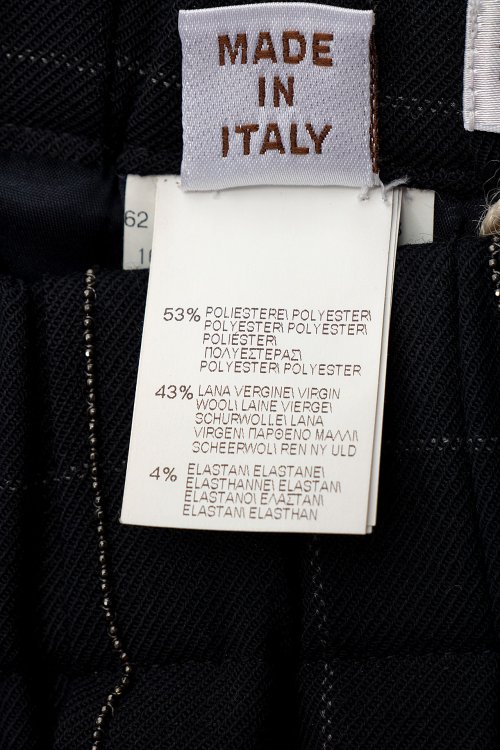 MADE
IN
ITALY
62
53% POLIESTERE\ POLYESTER\
POLYESTER\ POLYESTER\
POLIÉSTER\
ΠΟΛΥΕΣΤΕΡΑΣ\
POLYESTER\ POLYESTER
43% LANA VERGINE\ VIRGIN
WOOL\ LAINE VIERGE\
SCHURWOLLE\ LANA
VIRGEN\ ΠΑΡΘΕΝΟ ΜΑΛΛΙ\
SCHEERWOL\ REN NY ULD
4% ELASTAN\ ELASTANE\
ELASTHANNE\ ELASTAN\
ELASTANO\ ΕΛΑΣΤΑΝ\
ELASTAN\ ELASTHAN